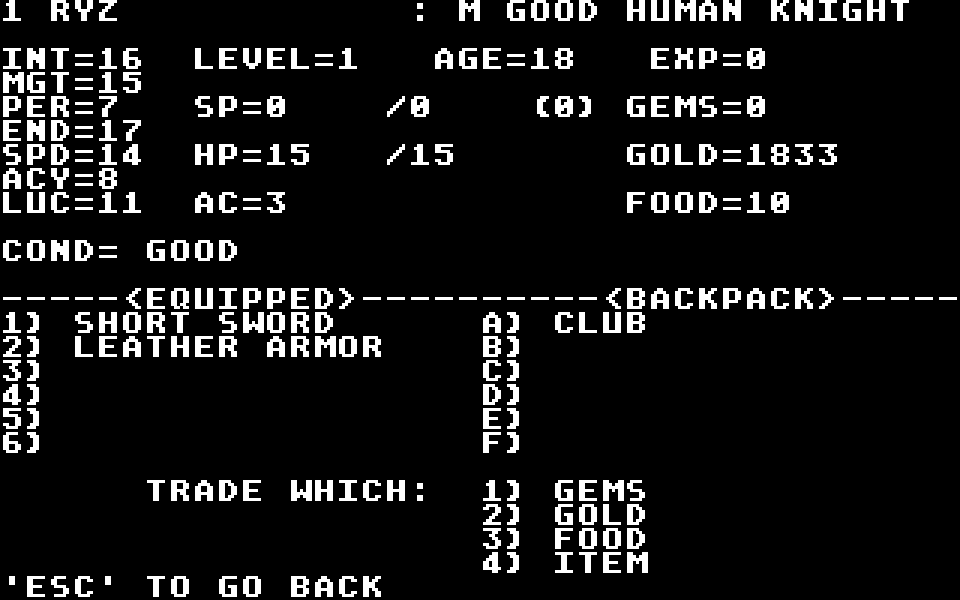 1 RYZ : M GOOD HUMAN KNIGHT
INT=16 LEVEL=1 AGE=18 EXP=0
MGT=15
PER=7 SP=0 /0 (0) GEMS=0
END=17
SPD=14 HP=15 /15 GOLD=1833
ACY=8
LUC=11 AC=3 FOOD=10
COND= GOOD
-----<EQUIPPED>----------<BACKPACK>-----
1) SHORT SWORD A) CLUB
2) LEATHER ARMOR B)
3) C)
4) D)
5) E)
6) F)
TRADE WHICH: 1) GEMS
2) GOLD
3) FOOD
4) ITEM
'ESC' TO GO BACK